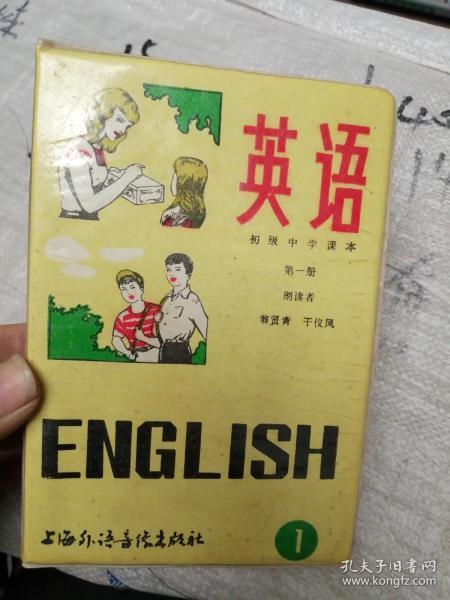 英语
初级中学课本
第一册
朗读者
翁贤青 干仪凤
ENGLISH
上海外语音像出版社
1
孔夫子旧书网
www.kongfz.com